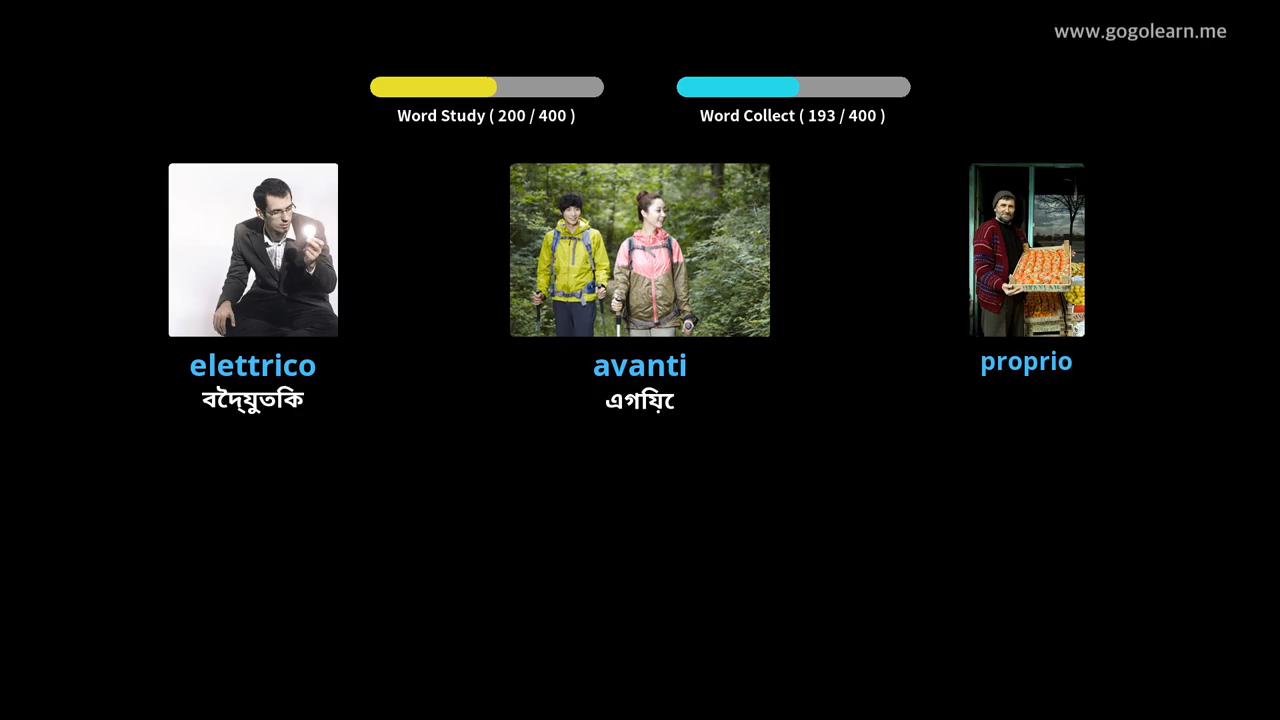 www.gogolearn.me
Word Study ( 200 / 400 )
Word Collect ( 193 / 400 )
elettrico
avanti
proprio
বৈদ্যুতিক
এগিয়ে